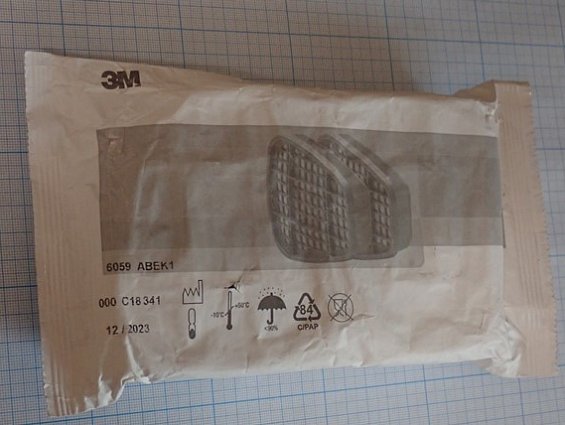 3M
6059 ABEK1
000 C18341
-10°C +50°C
12/2023
<90%
84
C/PAP